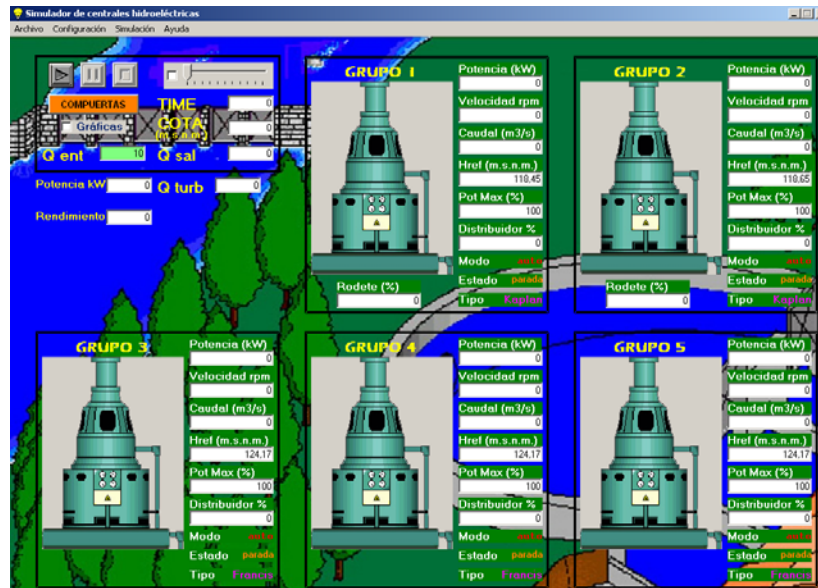 Simulador de centrales hidroeléctricas
Archivo Configuración Simulación Ayuda
COMPUERTAS
TIME 0
Gráficas
COTA 0
(m.s.n.m.)
Q ent 10 Q sal 0
Potencia kW 0 Q turb 0
Rendimiento 0
GRUPO 1
Potencia (kW)
0
Velocidad rpm
0
Caudal (m3/s)
0
Href (m.s.n.m.)
110,45
Pot Max (%)
100
Distribuidor %
0
Modo auto
Estado parada
Tipo Kaplan
Rodete (%)
0
GRUPO 2
Potencia (kW)
0
Velocidad rpm
0
Caudal (m3/s)
0
Href (m.s.n.m.)
110,65
Pot Max (%)
100
Distribuidor %
0
Modo auto
Estado parada
Tipo Kaplan
Rodete (%)
0
GRUPO 3
Potencia (kW)
0
Velocidad rpm
0
Caudal (m3/s)
0
Href (m.s.n.m.)
124,17
Pot Max (%)
100
Distribuidor %
0
Modo auto
Estado parada
Tipo Francis
GRUPO 4
Potencia (kW)
0
Velocidad rpm
0
Caudal (m3/s)
0
Href (m.s.n.m.)
124,17
Pot Max (%)
100
Distribuidor %
0
Modo auto
Estado parada
Tipo Francis
GRUPO 5
Potencia (kW)
0
Velocidad rpm
0
Caudal (m3/s)
0
Href (m.s.n.m.)
124,17
Pot Max (%)
100
Distribuidor %
0
Modo auto
Estado parada
Tipo Francis